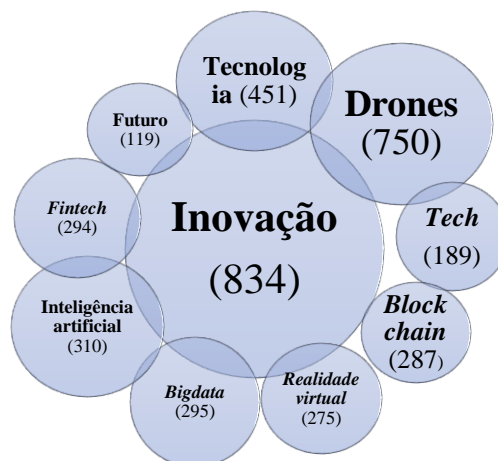 Tecnolog
ia (451)
Drones
(750)
Futuro
(119)
Inovação
(834)
Fintech
(294)
Tech
(189)
Inteligência
artificial
(310)
Block
chain
(287)
Bigdata
(295)
Realidade
virtual
(275)